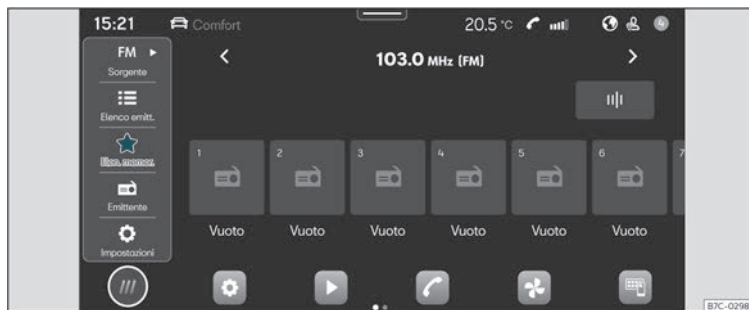 15:21 Comfort 20.5 °C 4
FM
Sorgente
103.0 MHz (FM)
Elenco emitt.
Elen. memor.
1 2 3 4 5 6 7
Emittente
Vuoto Vuoto Vuoto Vuoto Vuoto Vuoto
Impostazioni
B7C-0298